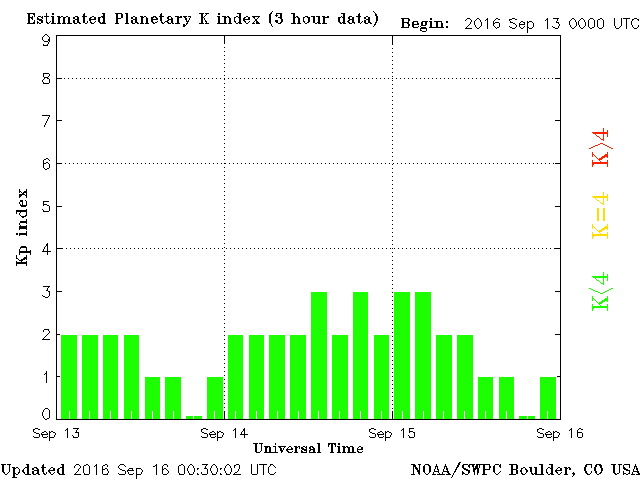 Estimated Planetary K index (3 hour data) Begin: 2016 Sep 13 0000 UTC
9
8
7
6
5
4
3
2
1
0
Kp index
K>4
K=4
K<4
Sep 13 Sep 14 Sep 15 Sep 16
Universal Time
Updated 2016 Sep 16 00:30:02 UTC NOAA/SWPC Boulder, CO USA